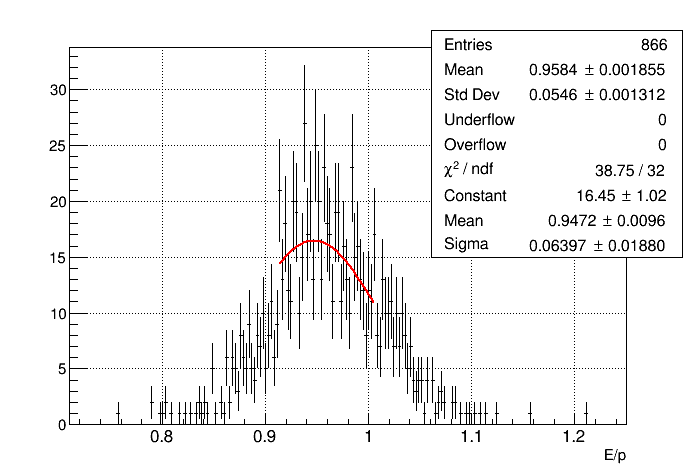 Entries 866
Mean 0.9584 ± 0.001855
Std Dev 0.0546 ± 0.001312
Underflow 0
Overflow 0
χ² / ndf 38.75 / 32
Constant 16.45 ± 1.02
Mean 0.9472 ± 0.0096
Sigma 0.06397 ± 0.01880
30
25
20
15
10
5
0
0.8 0.9 1 1.1 1.2
E/p